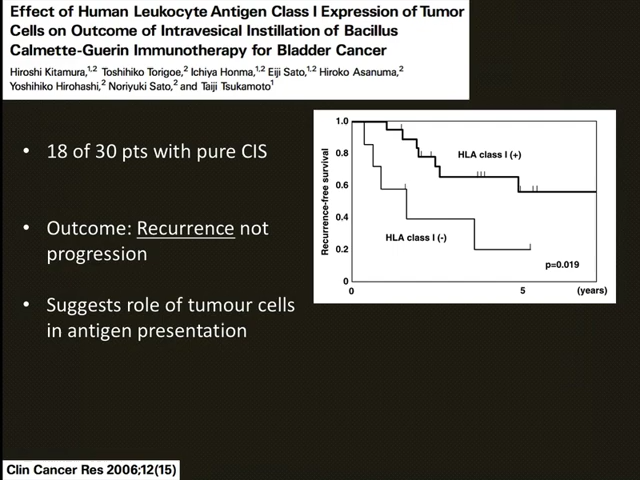 Effect of Human Leukocyte Antigen Class I Expression of Tumor
Cells on Outcome of Intravesical Instillation of Bacillus
Calmette-Guerin Immunotherapy for Bladder Cancer
Hiroshi Kitamura,1,2 Toshihiko Torigoe,2 Ichiya Honma,1,2 Eiji Sato,1,2 Hiroko Asanuma,2
Yoshihiko Hirohashi,2 Noriyuki Sato,2 and Taiji Tsukamoto1
• 18 of 30 pts with pure CIS
• Outcome: Recurrence not
progression
• Suggests role of tumour cells
in antigen presentation
Recurrence-free survival
1.0
0.8
0.6
0.4
0.2
0
HLA class I (+)
HLA class I (-)
p=0.019
0
5
(years)
Clin Cancer Res 2006;12(15)